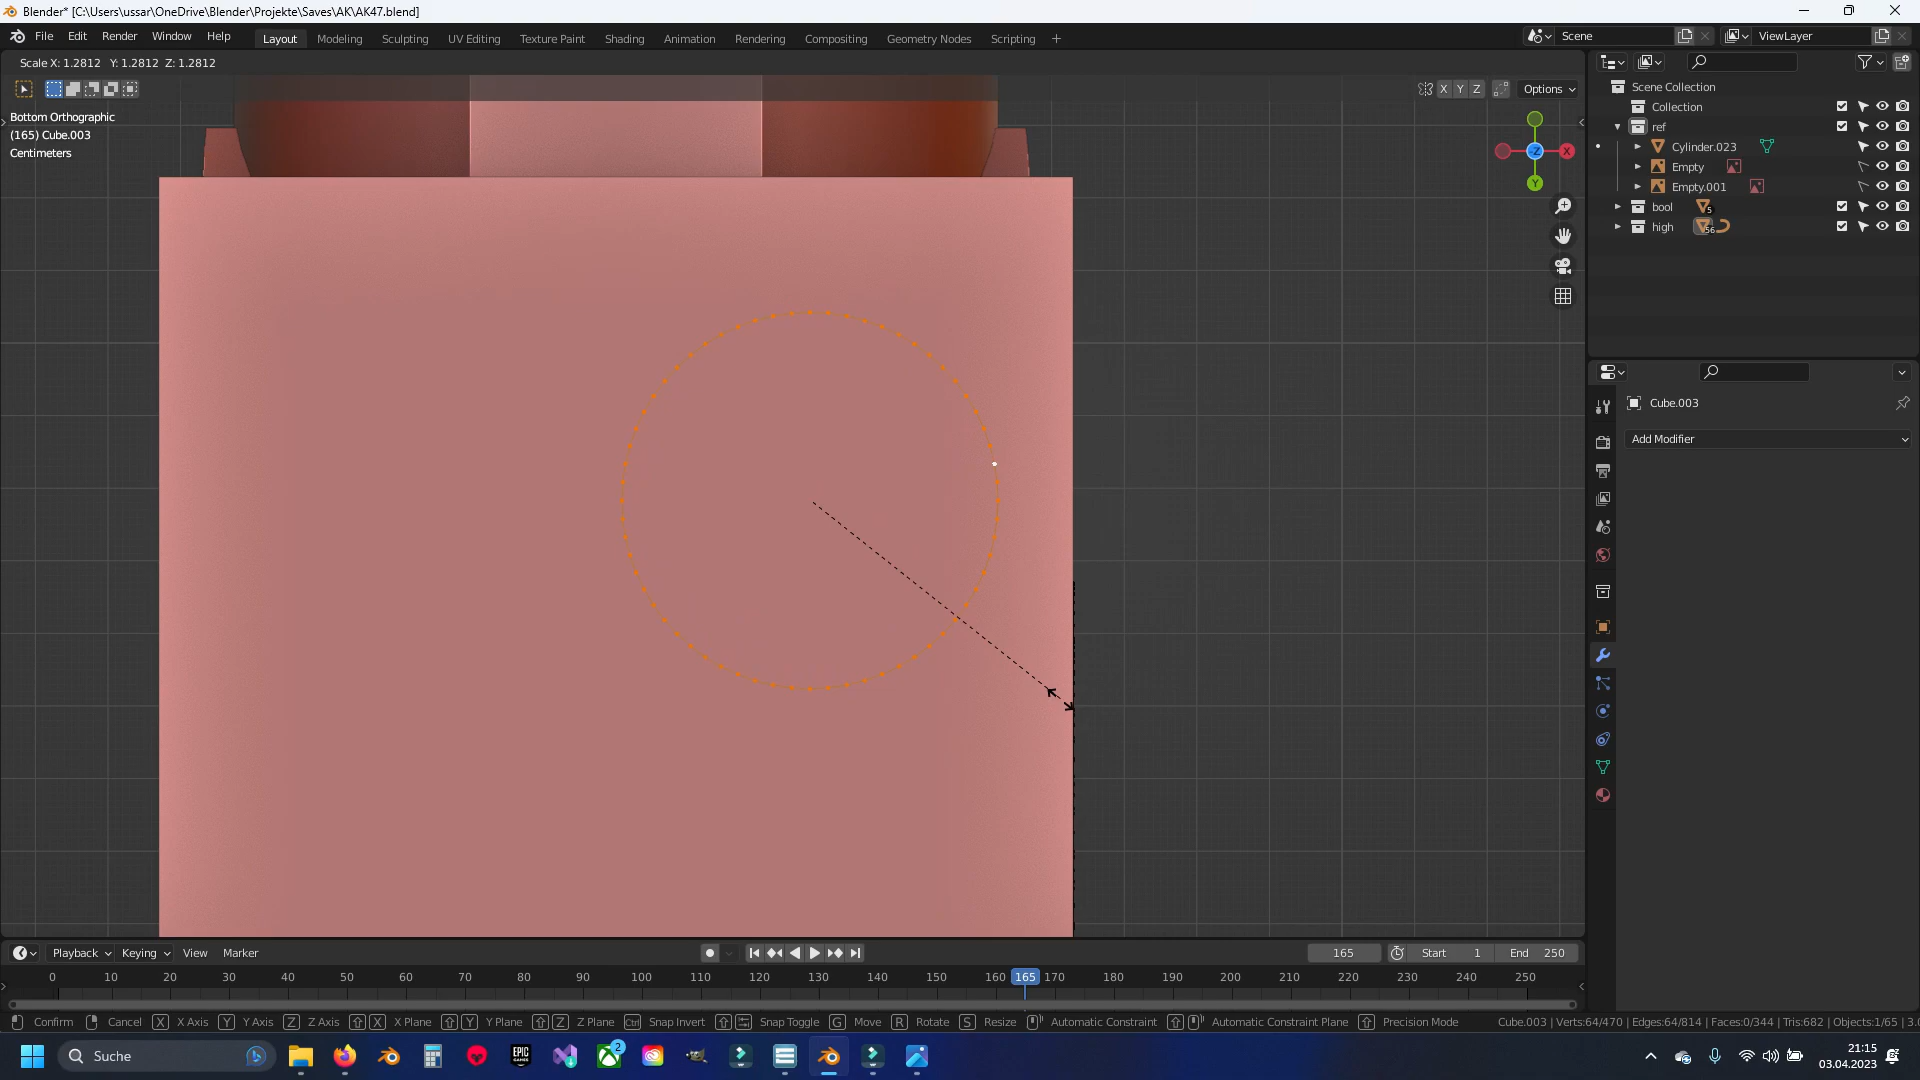 Blender* [C:\Users\ussar\OneDrive\Blender\Projekte\Saves\AK\AK47.blend]
File Edit Render Window Help Layout Modeling Sculpting UV Editing Texture Paint Shading Animation Rendering Compositing Geometry Nodes Scripting + Scene ViewLayer
Scale X: 1.2812 Y: 1.2812 Z: 1.2812
X Y Z Options
Bottom Orthographic
(165) Cube.003
Centimeters
-Z X
Y
Scene Collection
Collection
ref
Cylinder.023
Empty
Empty.001
bool 5
high 56
Cube.003
Add Modifier
Playback Keying View Marker 165 Start 1 End 250
0 10 20 30 40 50 60 70 80 90 100 110 120 130 140 150 160 165 170 180 190 200 210 220 230 240 250
Confirm Cancel X X Axis Y Y Axis Z Z Axis X X Plane Y Y Plane Z Z Plane Ctrl Snap Invert Snap Toggle G Move R Rotate S Resize Automatic Constraint Automatic Constraint Plane Precision Mode Cube.003 | Verts:64/470 | Edges:64/814 | Faces:0/344 | Tris:682 | Objects:1/65 | 3.
Suche EPIC GAMES 2 21:15
03.04.2023